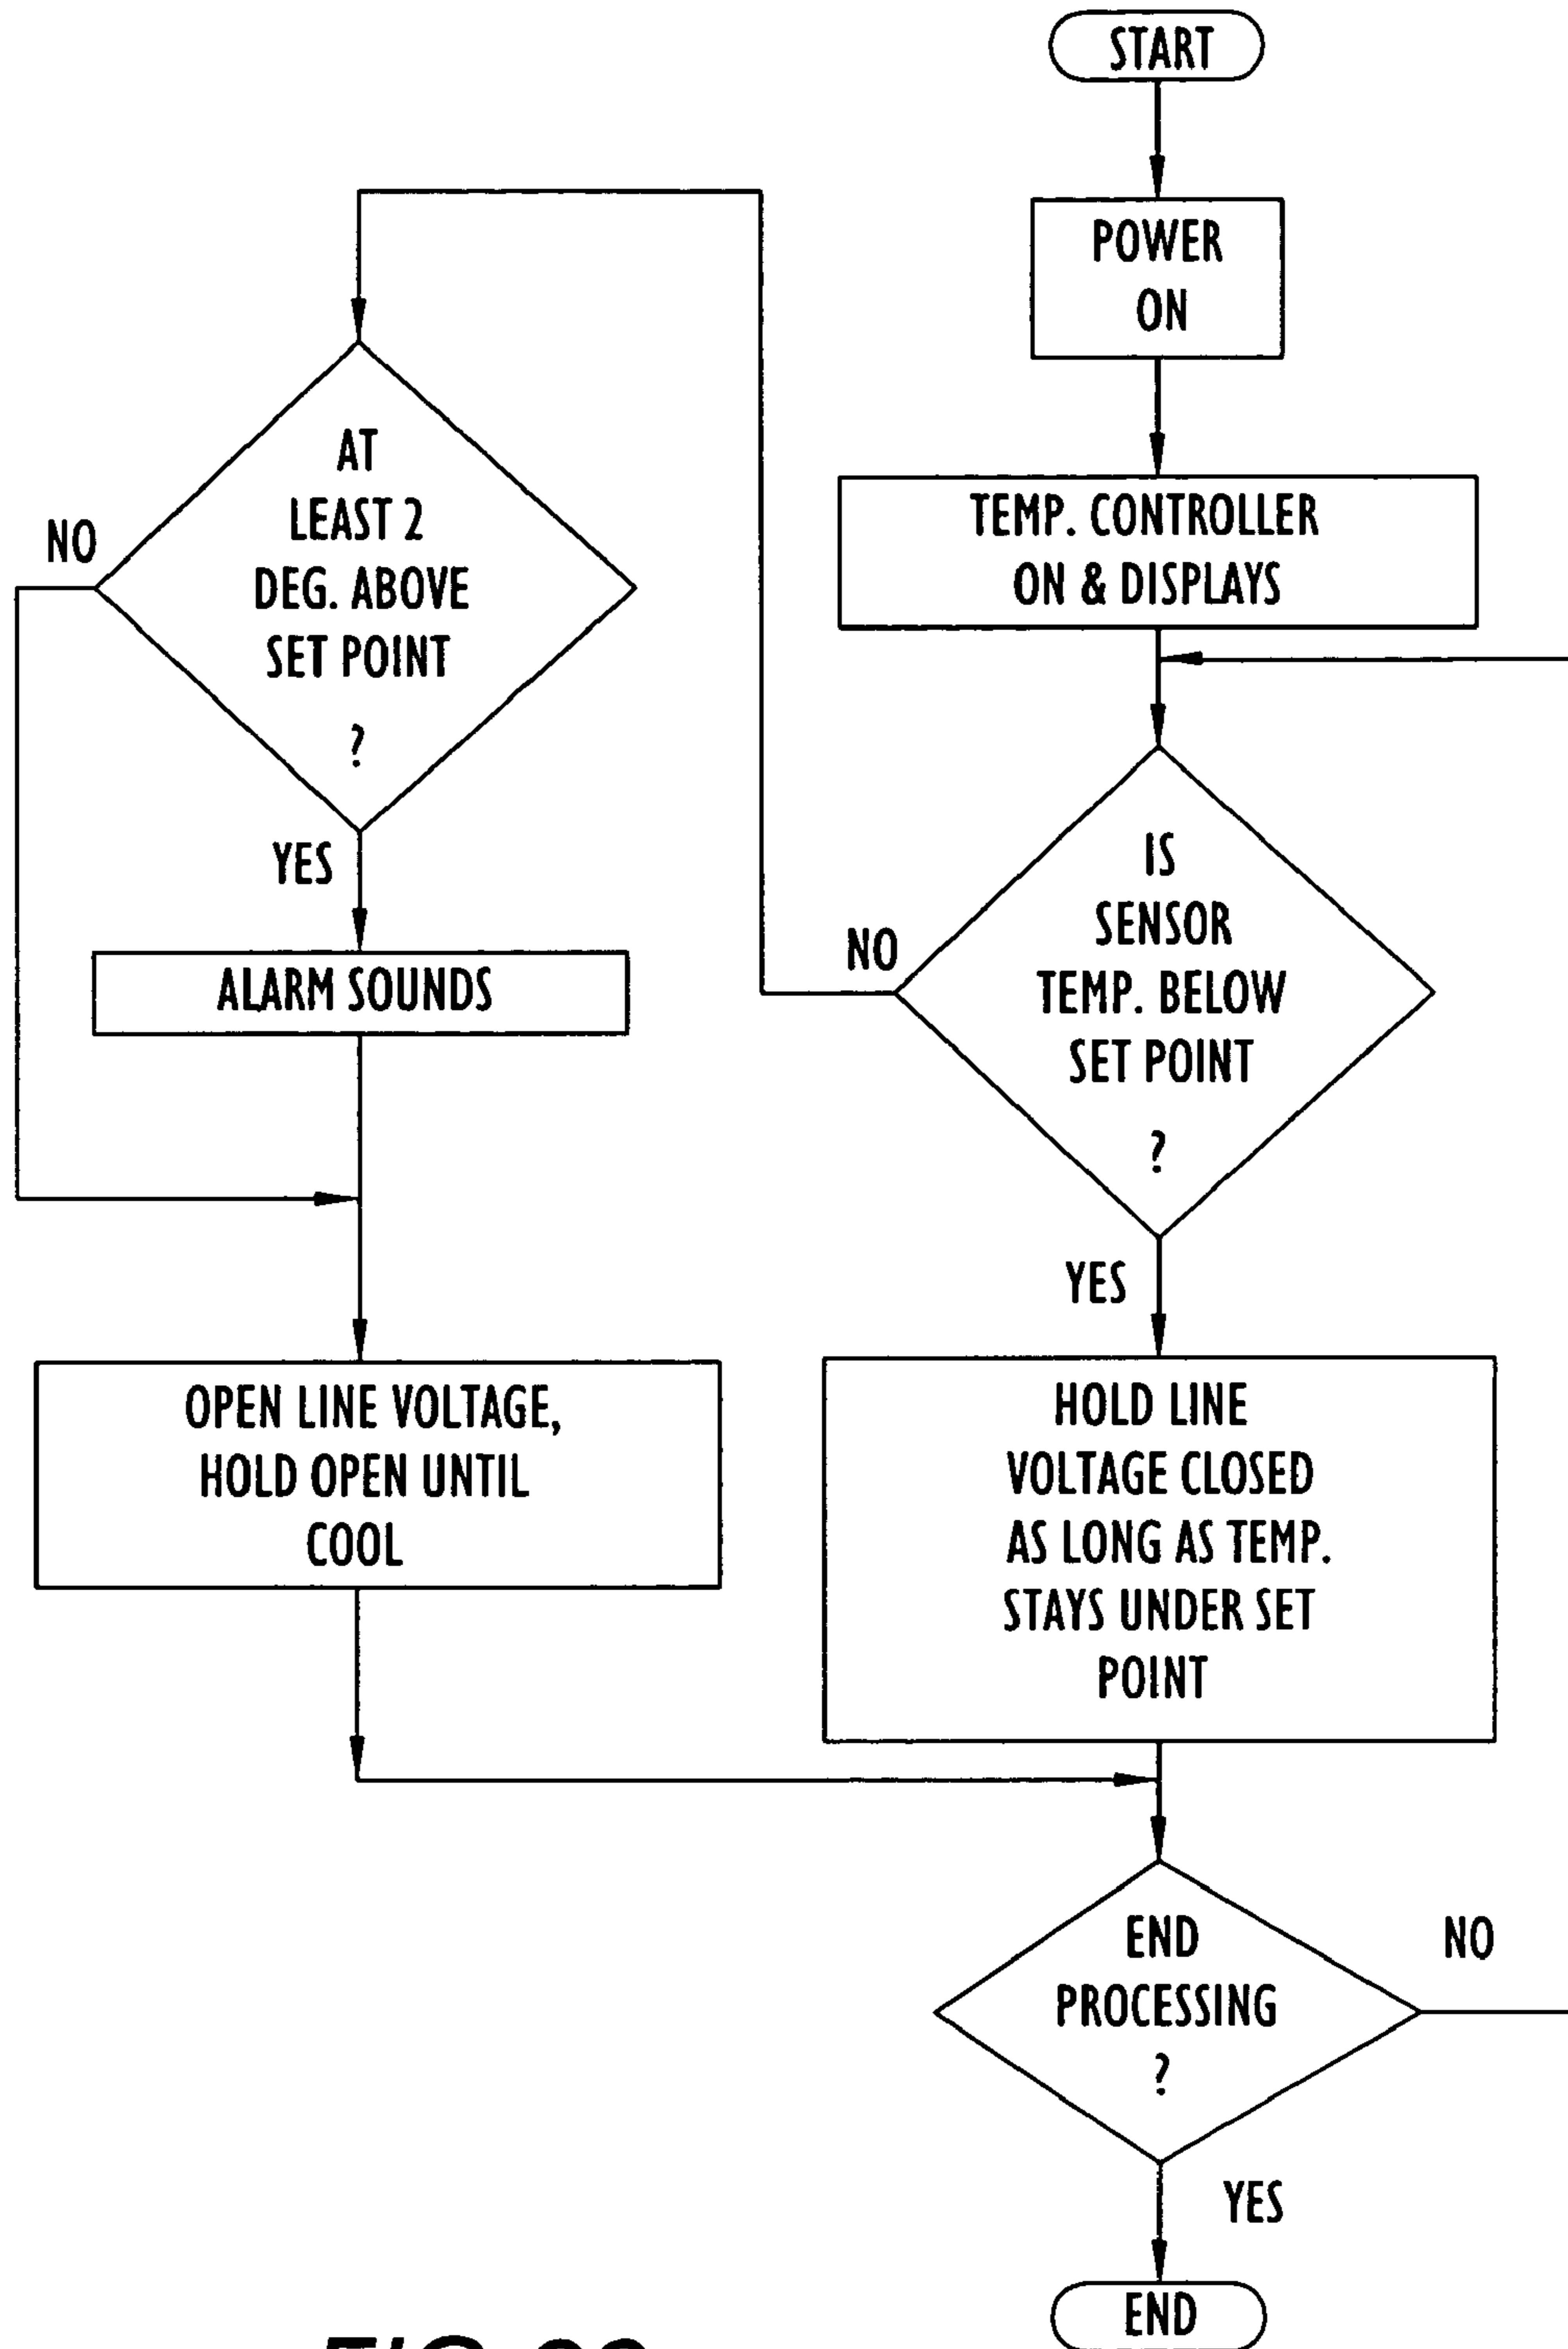 START
POWER
ON
TEMP. CONTROLLER
ON & DISPLAYS
IS
SENSOR
TEMP. BELOW
SET POINT
?
NO
YES
AT
LEAST 2
DEG. ABOVE
SET POINT
?
NO
YES
ALARM SOUNDS
OPEN LINE VOLTAGE,
HOLD OPEN UNTIL
COOL
HOLD LINE
VOLTAGE CLOSED
AS LONG AS TEMP.
STAYS UNDER SET
POINT
END
PROCESSING
?
NO
YES
END